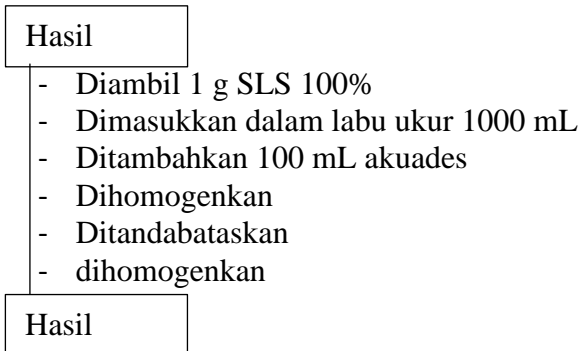 Hasil
- Diambil 1 g SLS 100%
- Dimasukkan dalam labu ukur 1000 mL
- Ditambahkan 100 mL akuades
- Dihomogenkan
- Ditandabataskan
- dihomogenkan
Hasil